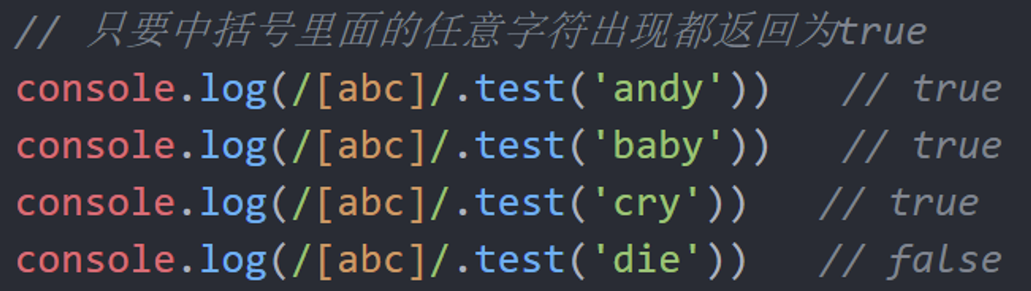 // 只要中括号里面的任意字符出现都返回为true
console.log(/[abc]/.test('andy'))   // true
console.log(/[abc]/.test('baby'))   // true
console.log(/[abc]/.test('cry'))   // true
console.log(/[abc]/.test('die'))   // false